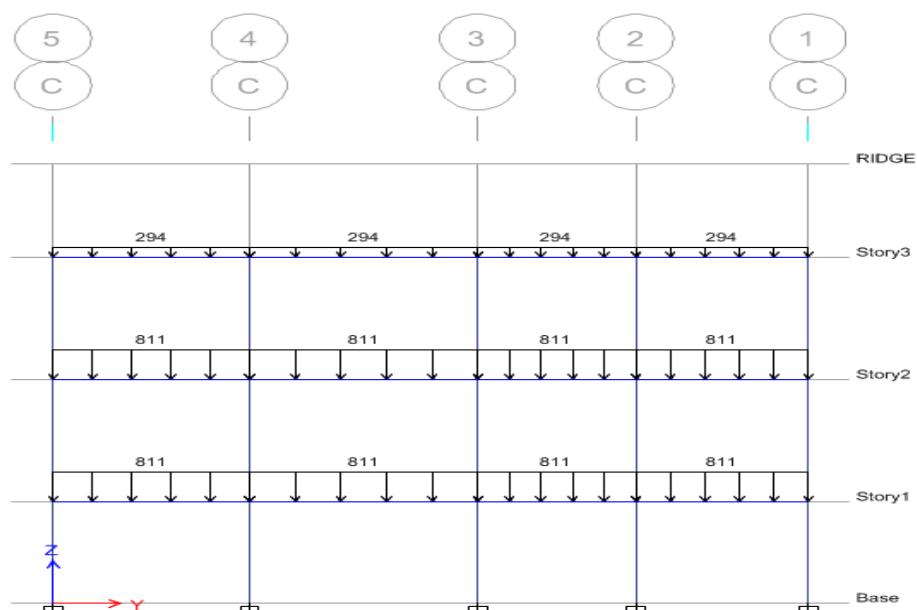 5 4 3 2 1
C C C C C
RIDGE
294 294 294 294
Story3
811 811 811 811
Story2
811 811 811 811
Story1
Z
Y
Base